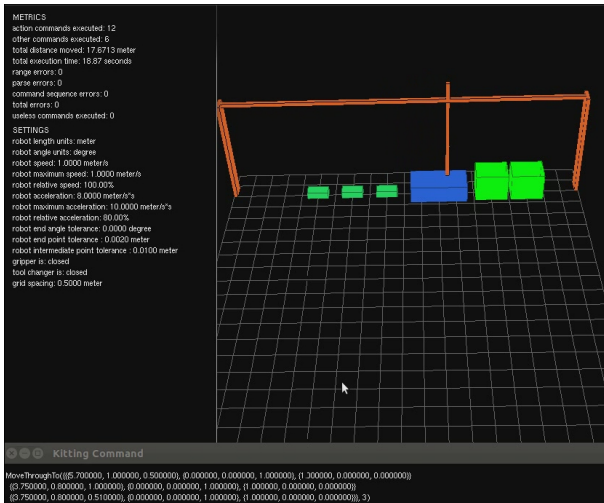 METRICS
action commands executed: 12
other commands executed: 6
total distance moved: 17.6713 meter
total execution time: 18.87 seconds
range errors: 0
parse errors: 0
command sequence errors: 0
total errors: 0
useless commands executed: 0
SETTINGS
robot length units: meter
robot angle units: degree
robot speed: 1.0000 meter/s
robot maximum speed: 1.0000 meter/s
robot relative speed: 100.00%
robot acceleration: 8.0000 meter/s*s
robot maximum acceleration: 10.0000 meter/s*s
robot relative acceleration: 80.00%
robot end angle tolerance: 0.0000 degree
robot end point tolerance : 0.0020 meter
robot intermediate point tolerance : 0.0100 meter
gripper is: closed
tool changer is: closed
grid spacing: 0.5000 meter
Kitting Command
MoveThroughTo({{{5.700000, 1.000000, 0.500000}, {0.000000, 0.000000, 1.000000}, {1.000000, 0.000000, 0.000000}}
{{3.750000, 0.800000, 1.000000}, {0.000000, 0.000000, 1.000000}, {1.000000, 0.000000, 0.000000}}
{{3.750000, 0.800000, 0.510000}, {0.000000, 0.000000, 1.000000}, {1.000000, 0.000000, 0.000000}}}, 3)